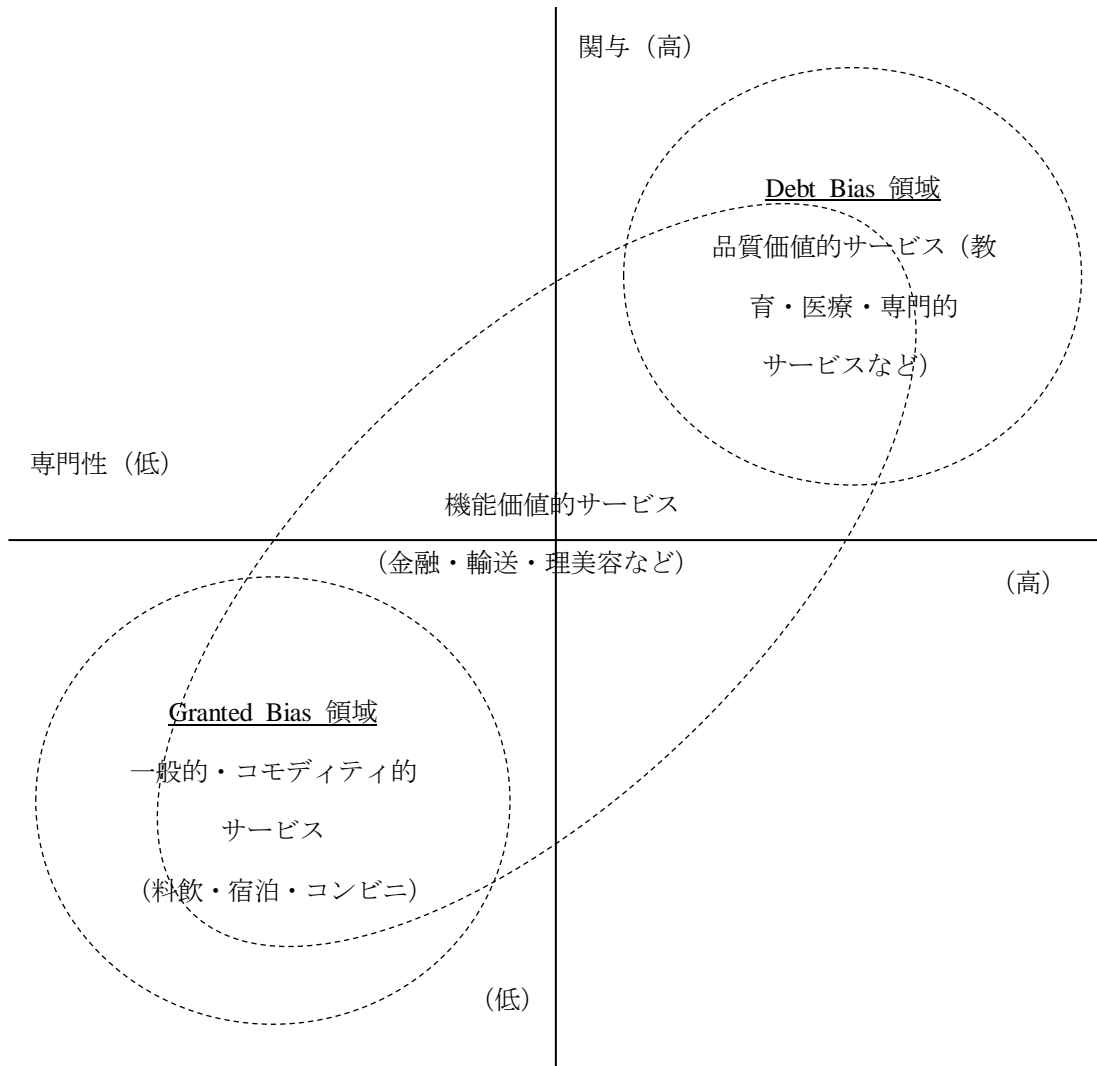 関与（高）
Debt Bias 領域
品質価値的サービス（教
育・医療・専門的
サービスなど）
専門性（低）
機能価値的サービス
（金融・輸送・理美容など）
（高）
Granted Bias 領域
一般的・コモディティ的
サービス
（料飲・宿泊・コンビニ）
（低）